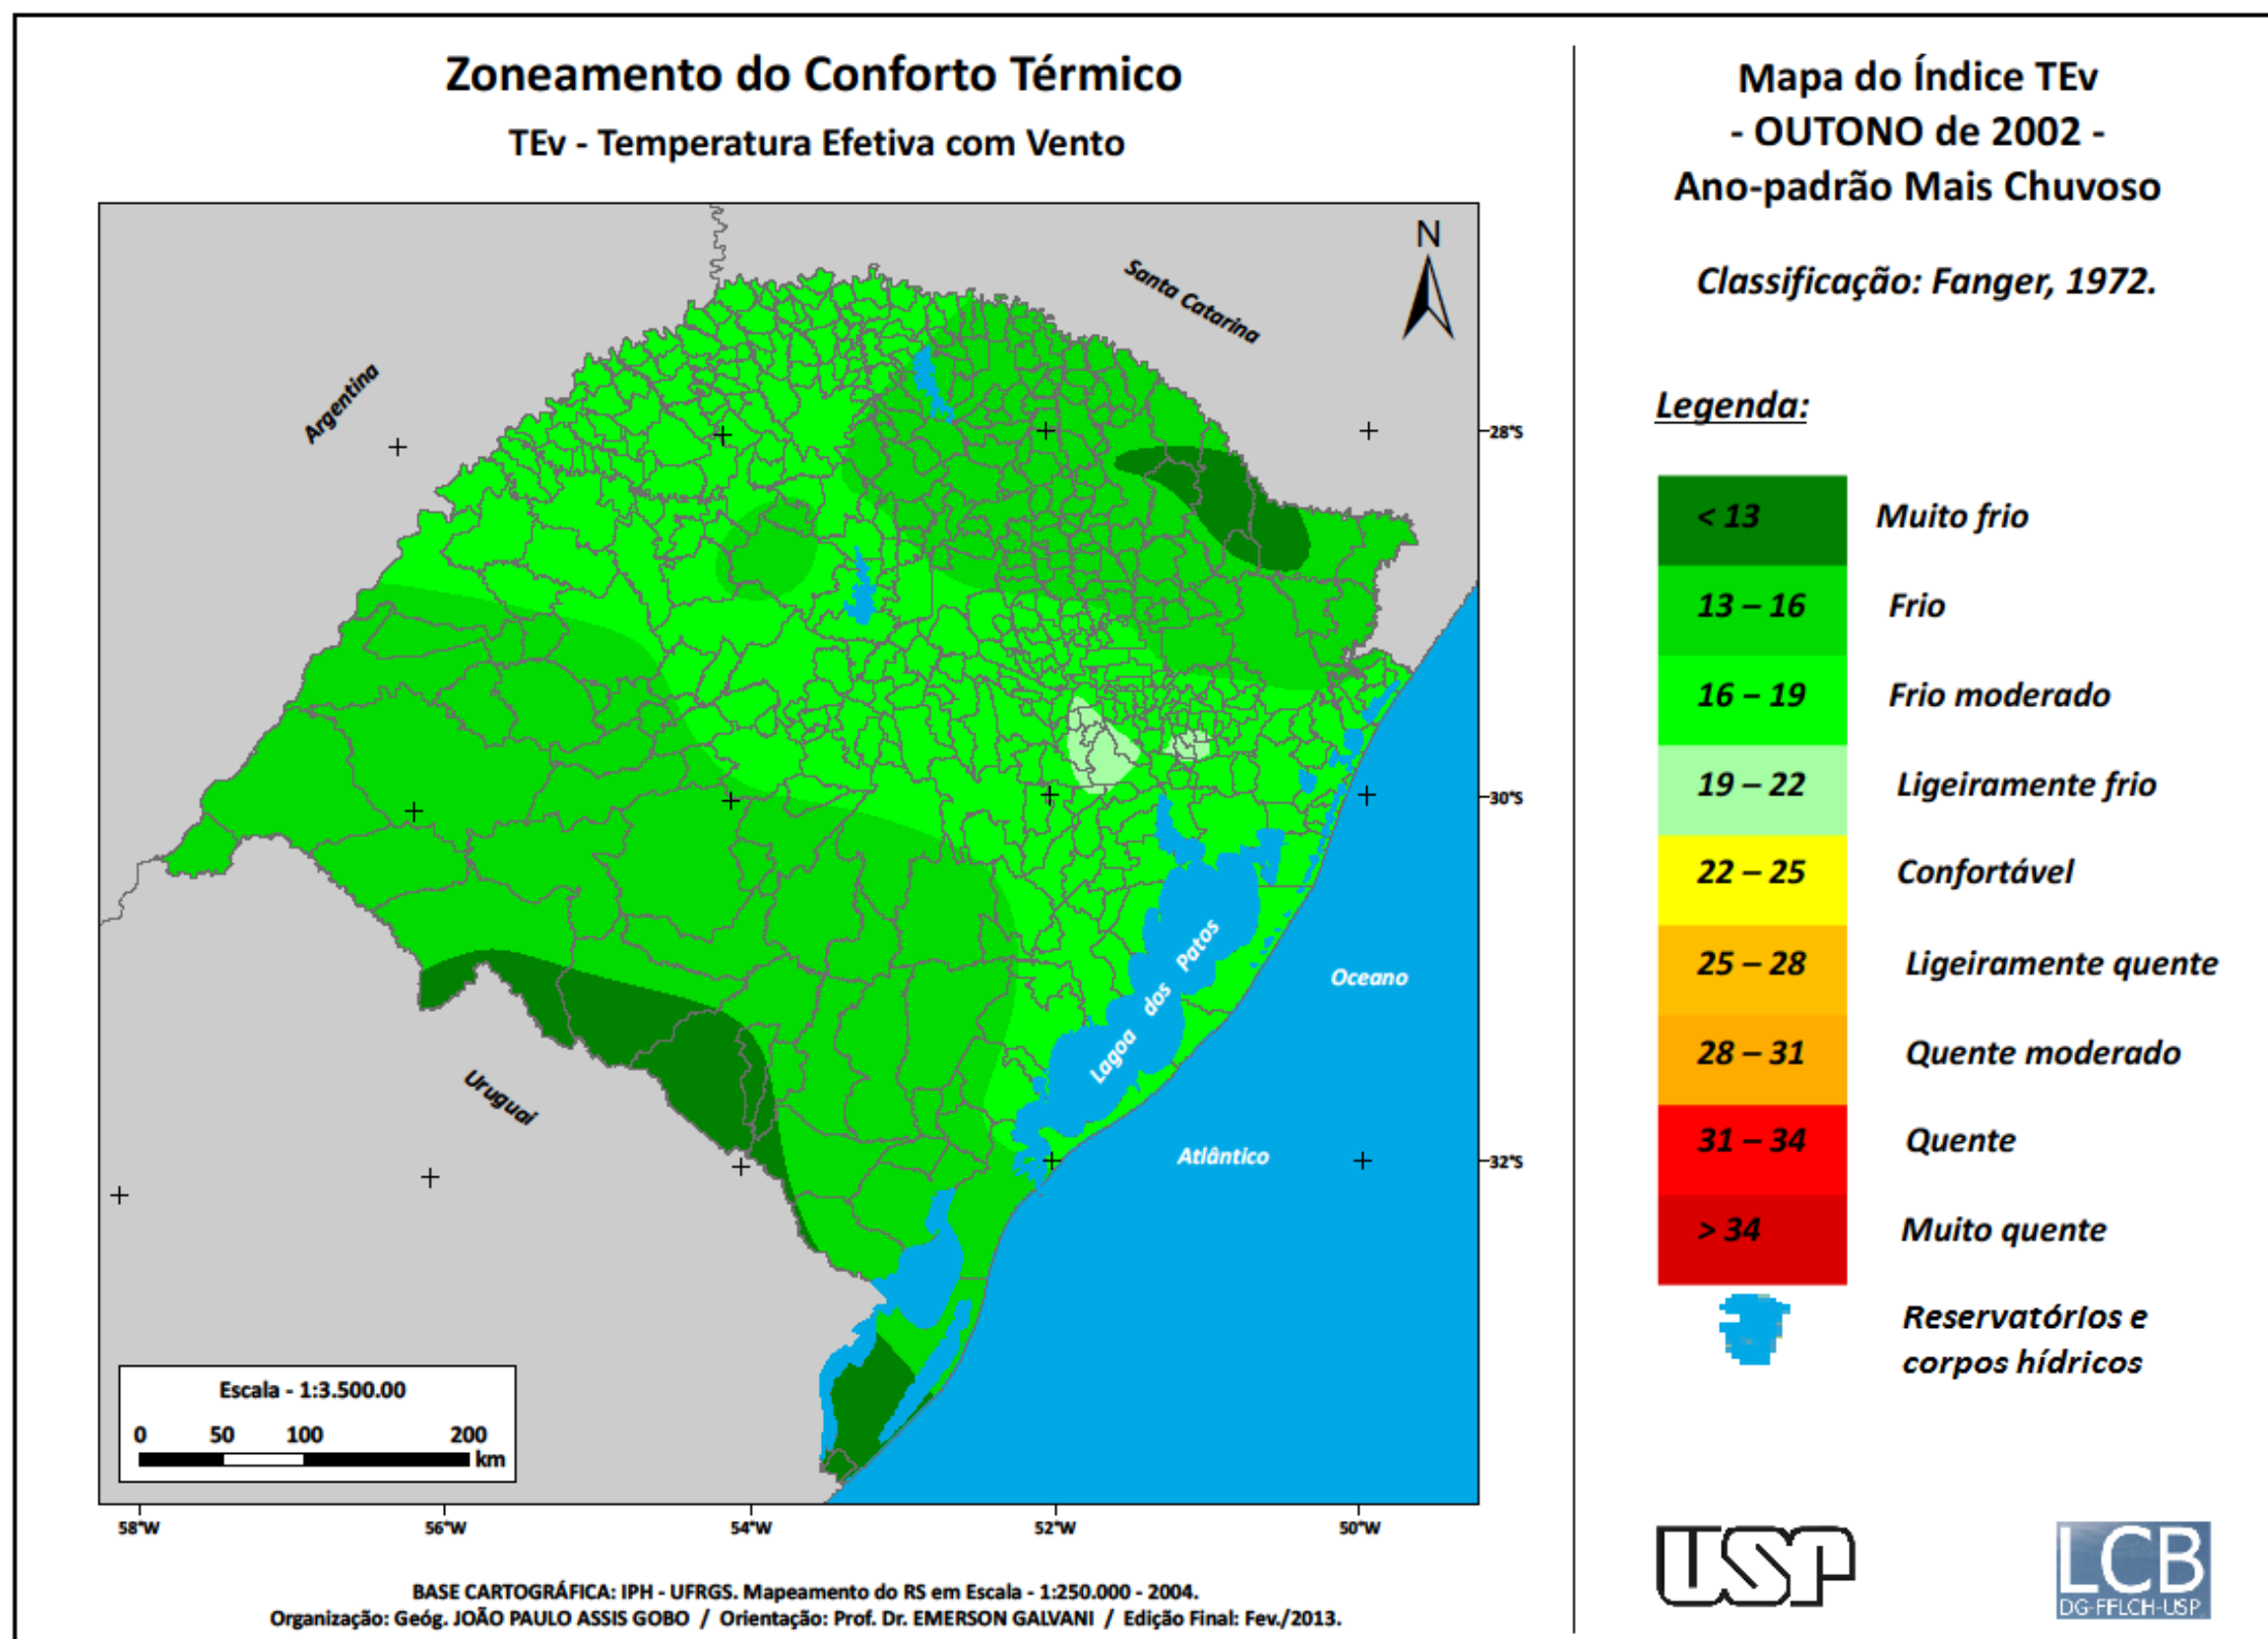 Zoneamento do Conforto Térmico
TEv - Temperatura Efetiva com Vento
N
Santa Catarina
Argentina
28°S
30°S
Lagoa dos Patos
Oceano
Uruguai
Atlântico
32°S
Escala - 1:3.500.00
0 50 100 200
km
58°W 56°W 54°W 52°W 50°W
BASE CARTOGRÁFICA: IPH - UFRGS. Mapeamento do RS em Escala - 1:250.000 - 2004.
Organização: Geóg. JOÃO PAULO ASSIS GOBO / Orientação: Prof. Dr. EMERSON GALVANI / Edição Final: Fev./2013.
Mapa do Índice TEv
- OUTONO de 2002 -
Ano-padrão Mais Chuvoso
Classificação: Fanger, 1972.
Legenda:
< 13 Muito frio
13 – 16 Frio
16 – 19 Frio moderado
19 – 22 Ligeiramente frio
22 – 25 Confortável
25 – 28 Ligeiramente quente
28 – 31 Quente moderado
31 – 34 Quente
> 34 Muito quente
Reservatórios e
corpos hídricos
USP
LCB
DG-FFLCH-USP